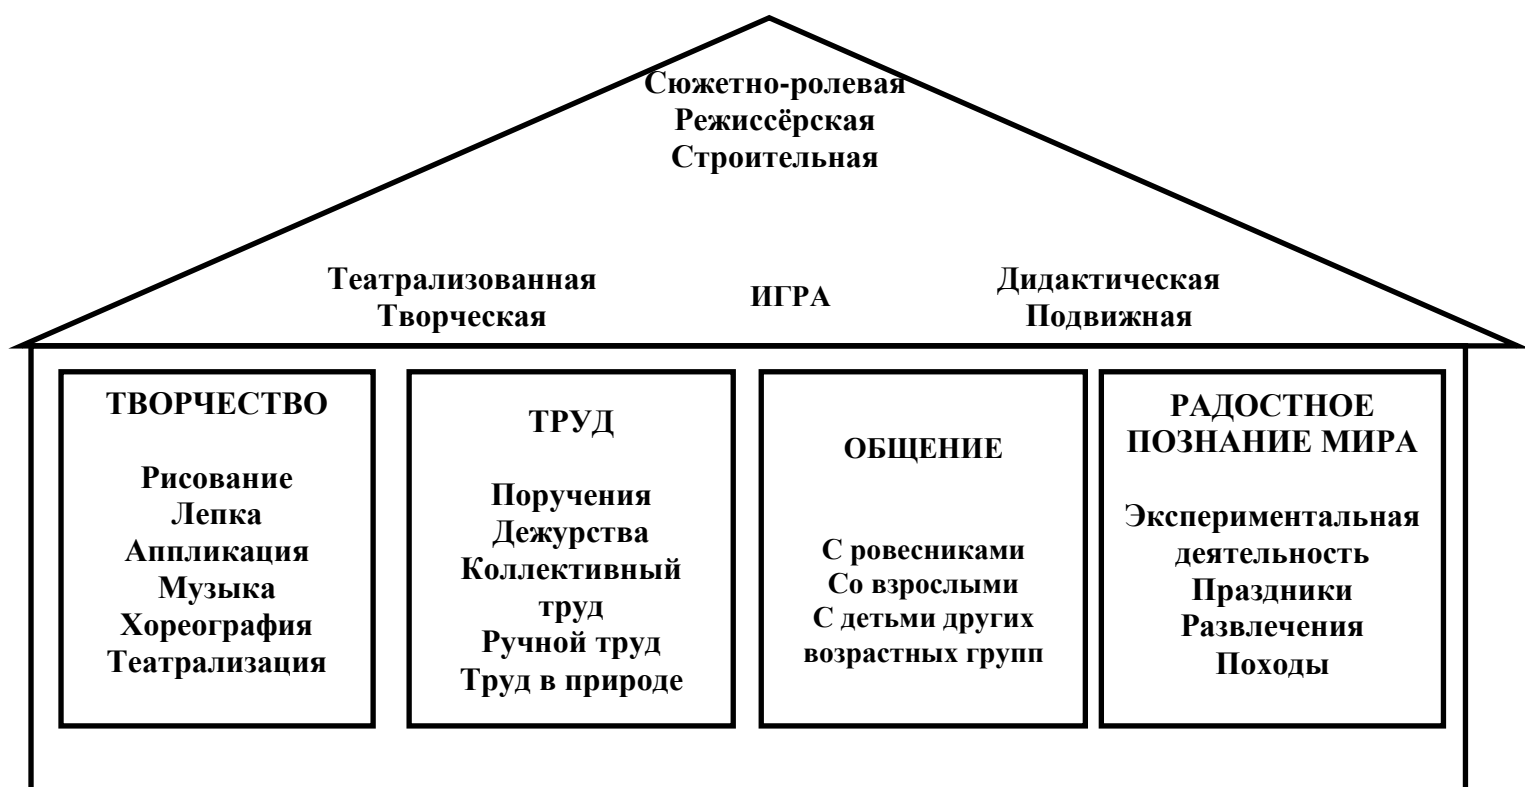 Сюжетно-ролевая
Режиссёрская
Строительная
Театрализованная
Творческая
ИГРА
Дидактическая
Подвижная
ТВОРЧЕСТВО
Рисование
Лепка
Аппликация
Музыка
Хореография
Театрализация
ТРУД
Поручения
Дежурства
Коллективный
труд
Ручной труд
Труд в природе
ОБЩЕНИЕ
С ровесниками
Со взрослыми
С детьми других
возрастных групп
РАДОСТНОЕ
ПОЗНАНИЕ МИРА
Экспериментальная
деятельность
Праздники
Развлечения
Походы